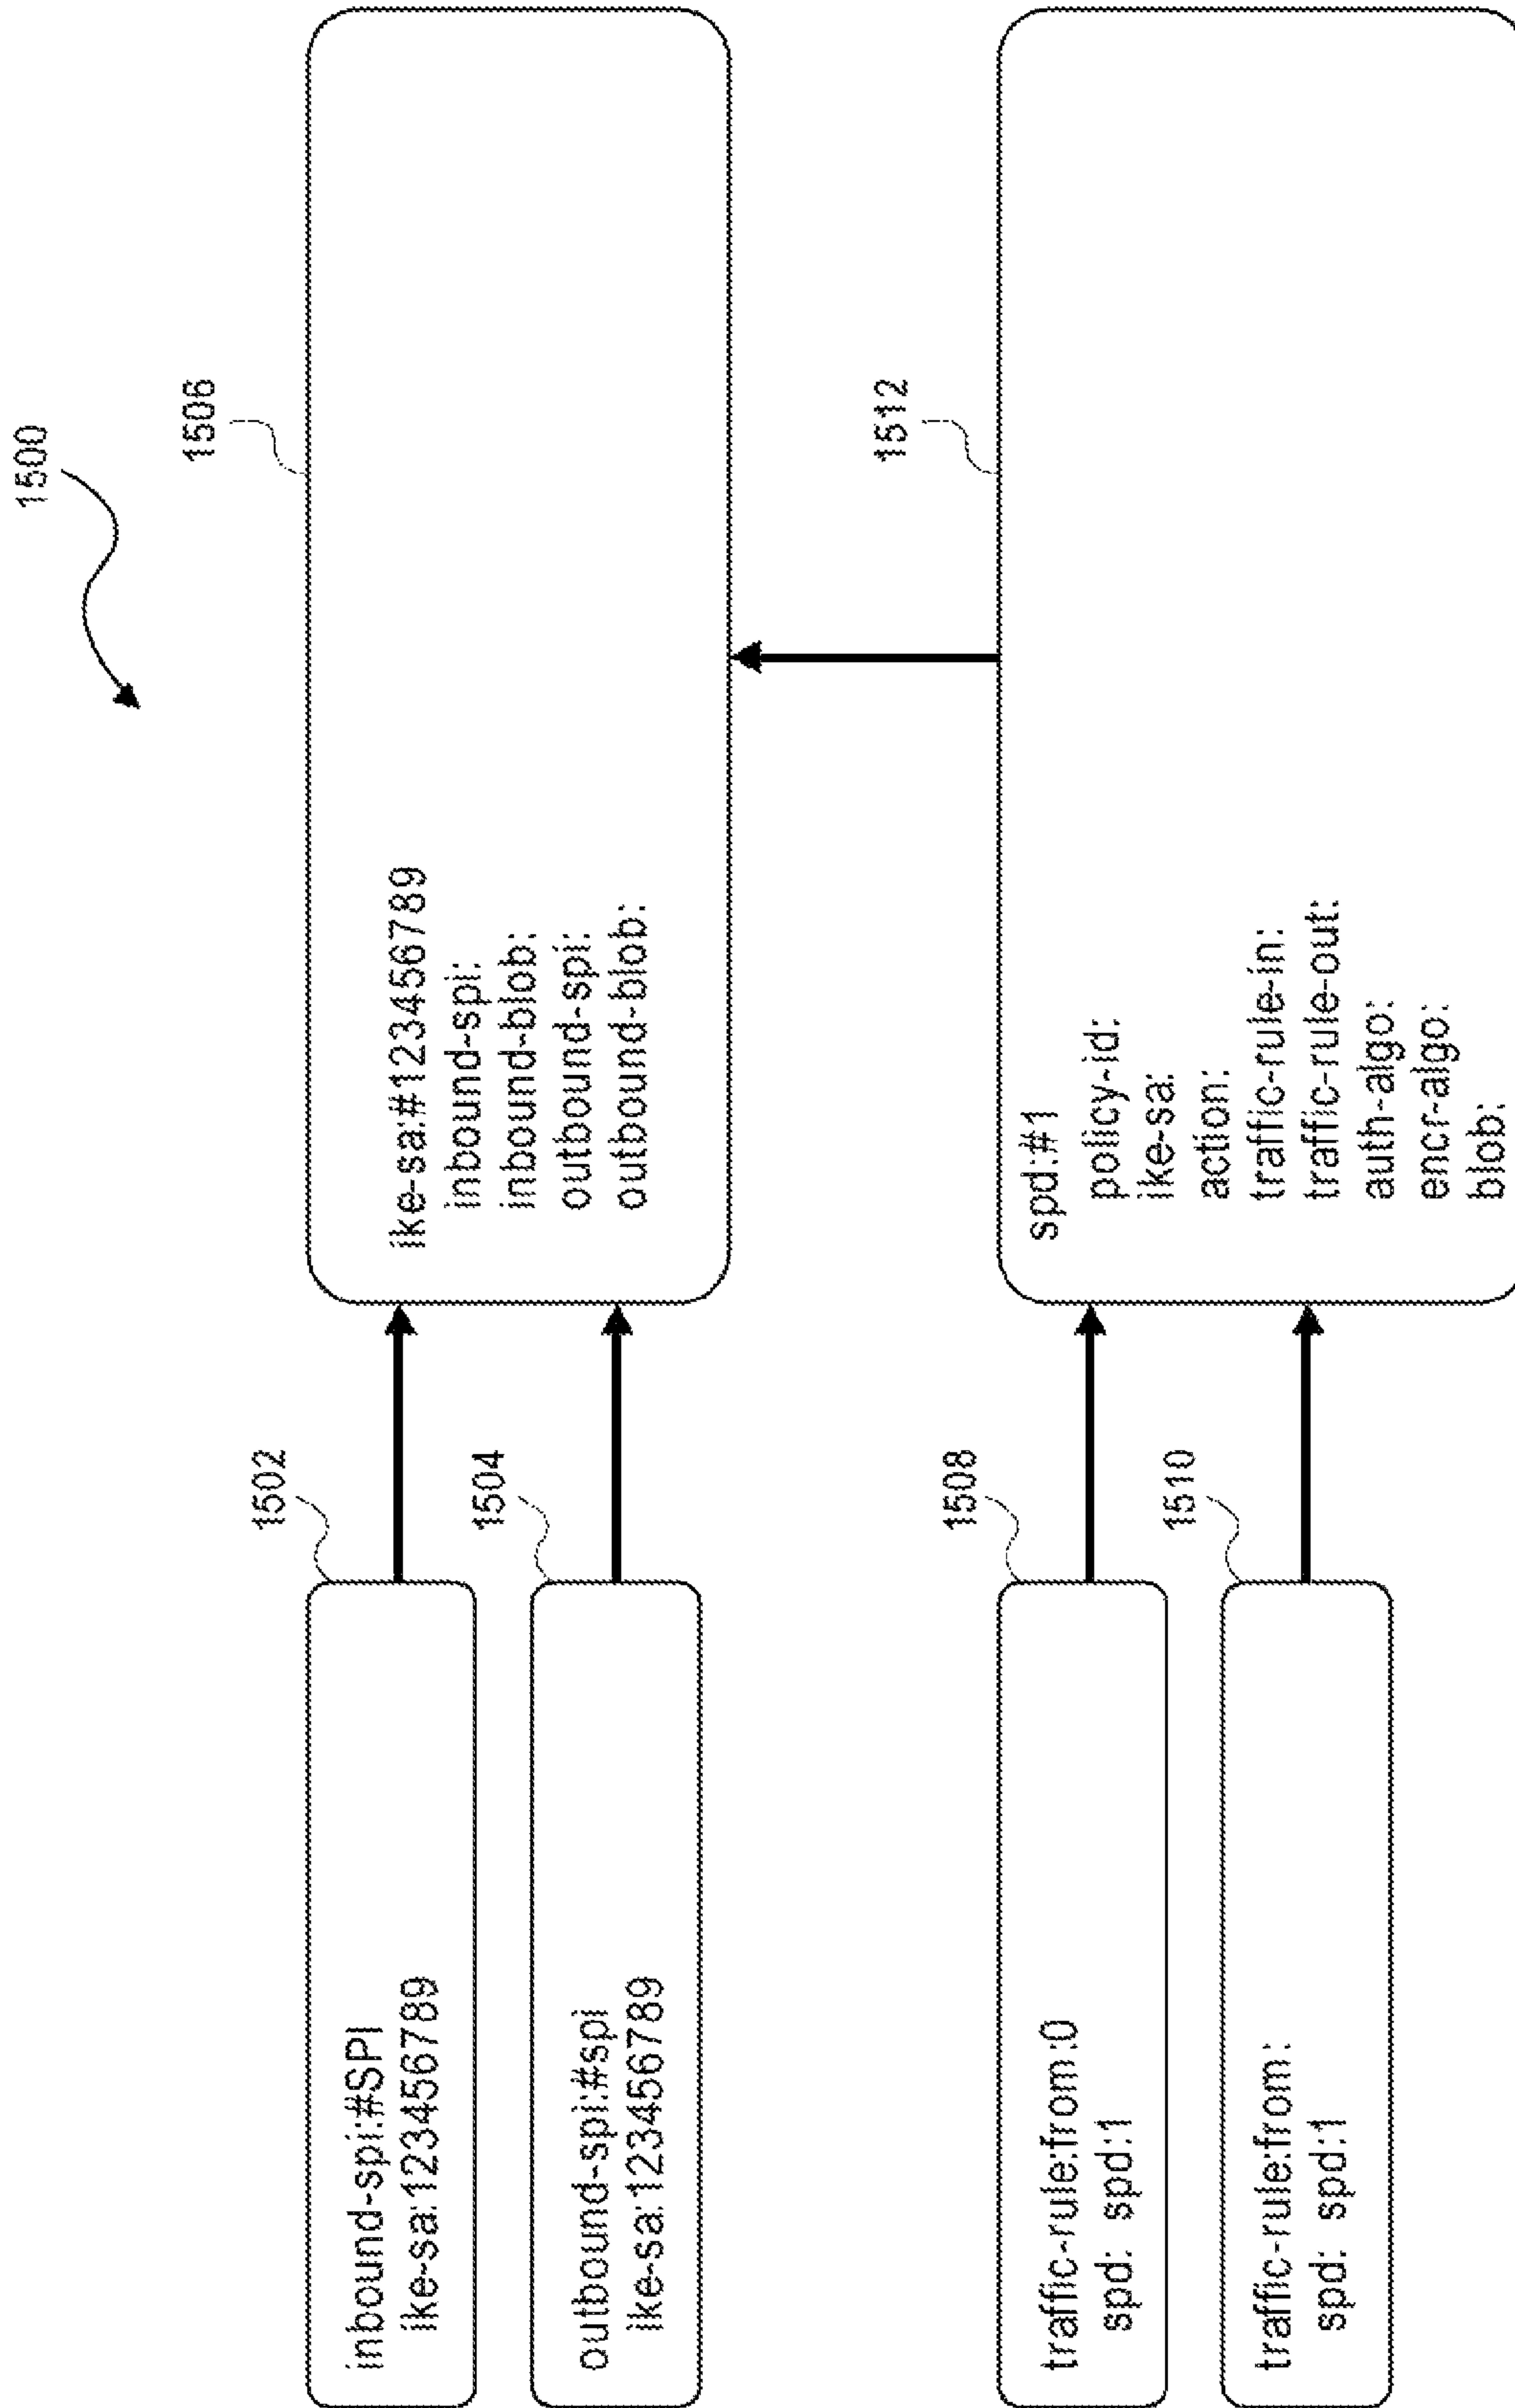 1500
1502
inbound-spi:#SPI
ike-sa:123456789
1504
outbound-spi:#spi
ike-sa:123456789
1506
ike-sa:#123456789
inbound-spi:
inbound-blob:
outbound-spi:
outbound-blob:
1508
traffic-rule:from:0
spd: spd:1
1510
traffic-rule:from:
spd: spd:1
1512
spd:#1
policy-id:
ike-sa:
action:
traffic-rule-in:
traffic-rule-out:
auth-algo:
encr-algo:
blob: